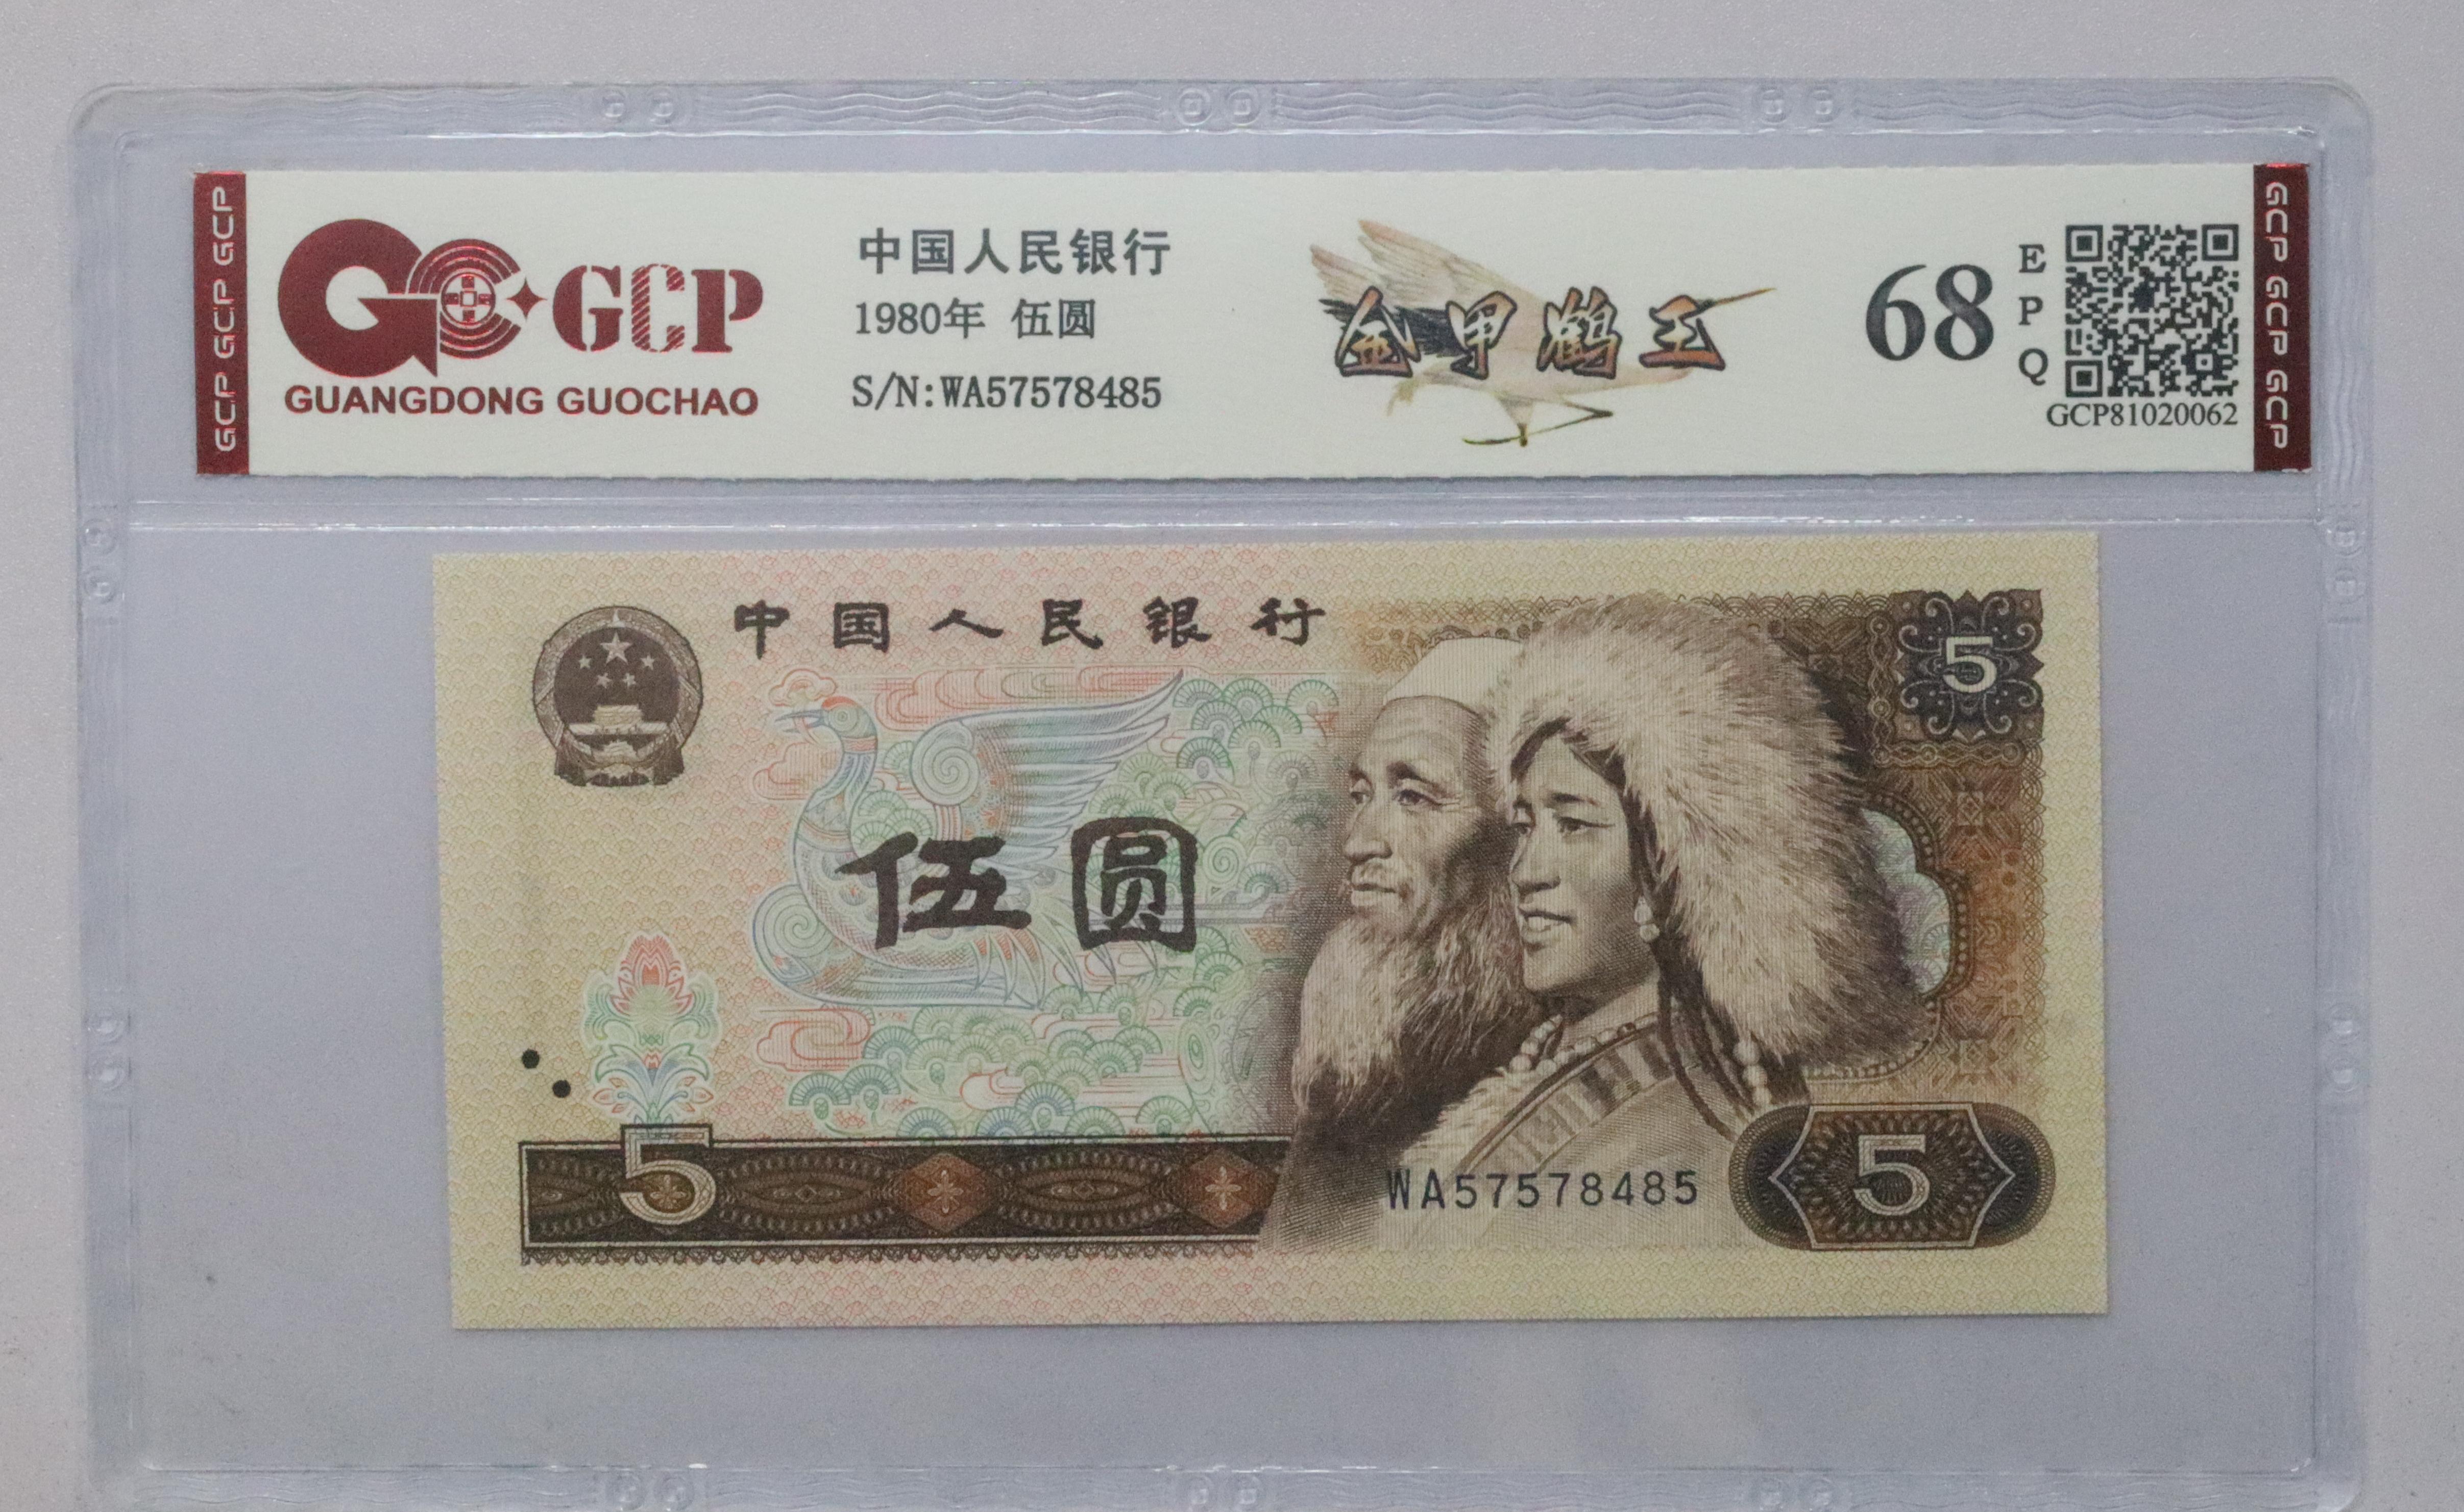 GCP GCP GCP
GCP
GUANGDONG GUOCHAO
中国人民银行
1980年 伍圆
S/N:WA57578485
金甲鹤王
68
E
P
Q
GCP81020062
GCP GCP GCP
中国人民银行
5
伍圆
5
WA57578485
5